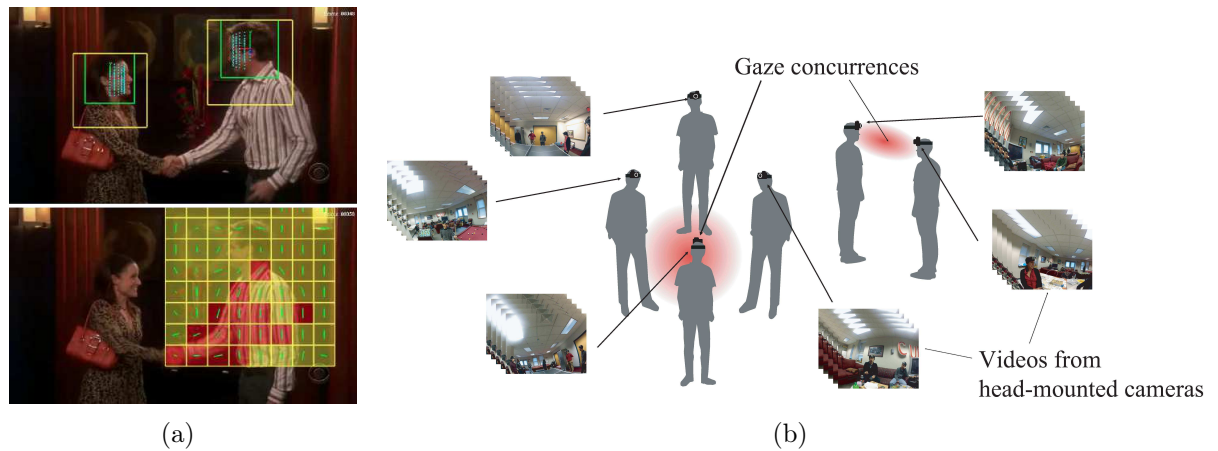 Gaze concurrences
Videos from
head-mounted cameras
(a)
(b)